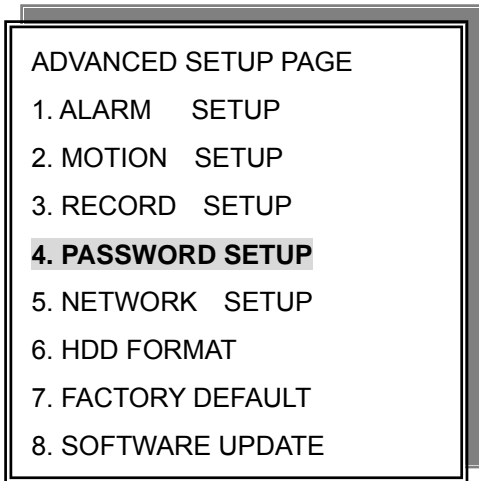 ADVANCED SETUP PAGE
1. ALARM SETUP
2. MOTION SETUP
3. RECORD SETUP
4. PASSWORD SETUP
5. NETWORK SETUP
6. HDD FORMAT
7. FACTORY DEFAULT
8. SOFTWARE UPDATE